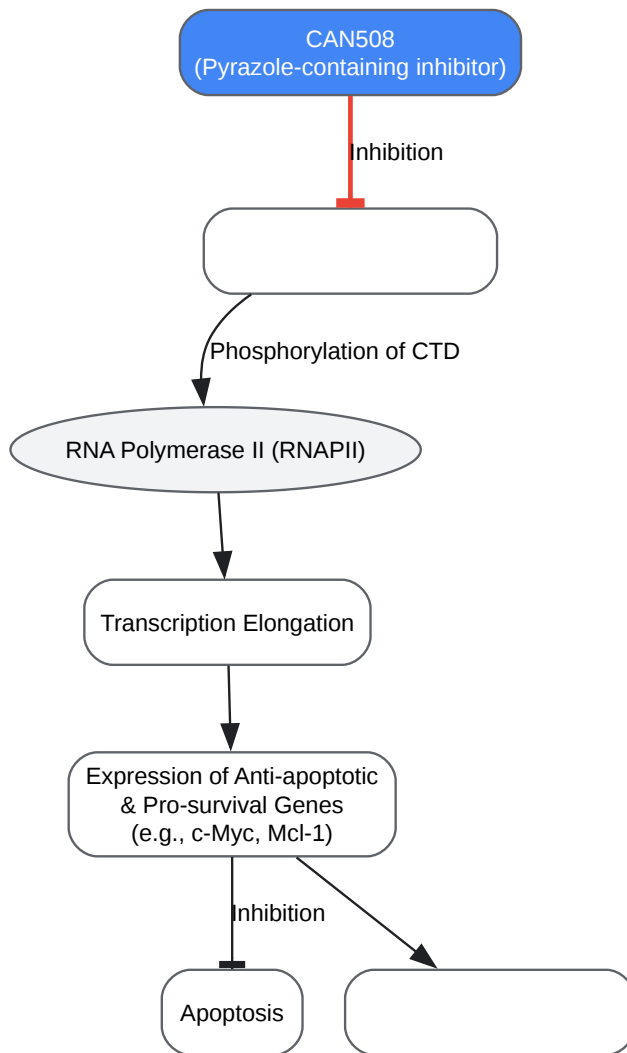 CAN508
(Pyrazole-containing inhibitor)
Inhibition
Phosphorylation of CTD
RNA Polymerase II (RNAPII)
Transcription Elongation
Expression of Anti-apoptotic
& Pro-survival Genes
(e.g., c-Myc, Mcl-1)
Inhibition
Apoptosis